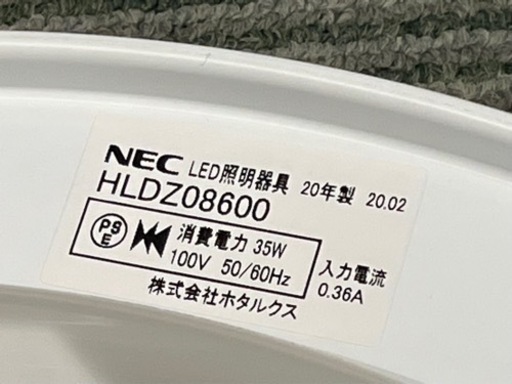 NEC LED照明器具 20年製 20.02
HLDZ08600
PS E 消費電力 35W
100V 50/60Hz
入力電流
0.36A
株式会社ホタルクス